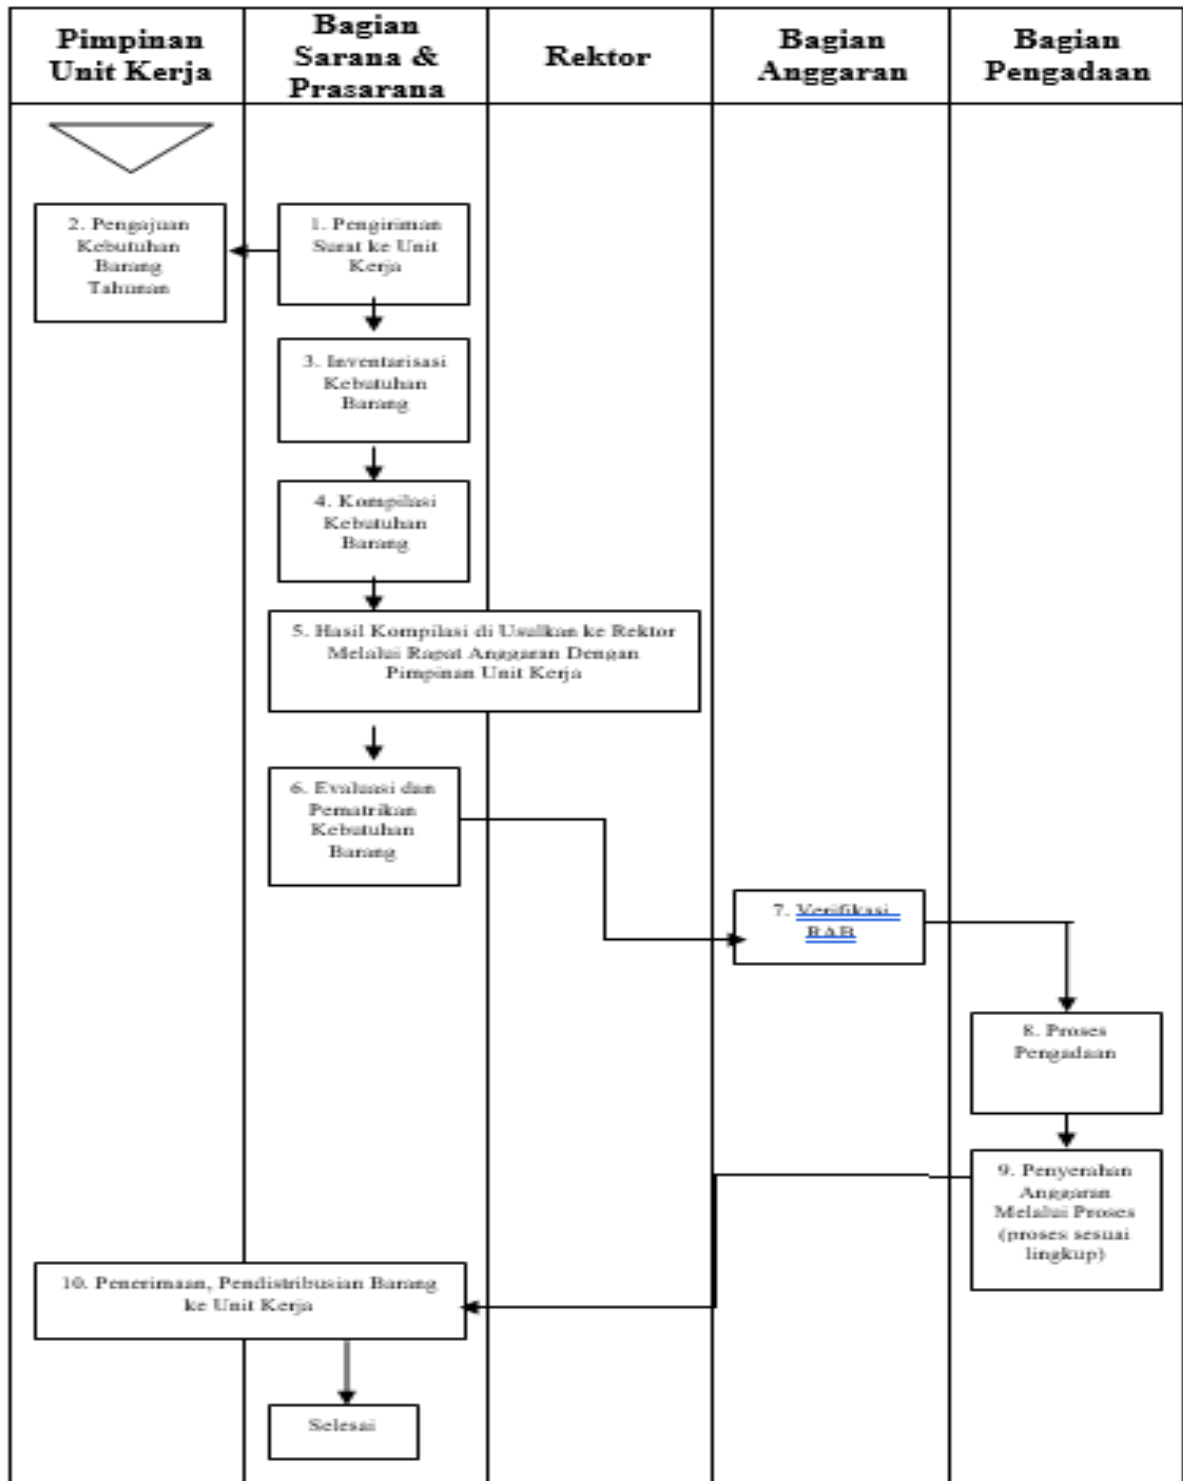 Pimpinan
Unit Kerja
Bagian
Sarana &
Prasarana
Rektor
Bagian
Anggaran
Bagian
Pengadaan
2. Pengajuan
Kebutuhan
Barang
Tahunan
1. Pengiriman
Surat ke Unit
Kerja
3. Inventarisasi
Kebutuhan
Barang
4. Kompilasi
Kebutuhan
Barang
5. Hasil Kompilasi di Usulkan ke Rektor
Melalui Rapat Anggaran Dengan
Pimpinan Unit Kerja
6. Evaluasi dan
Pematrikan
Kebutuhan
Barang
7. Verifikasi
RAB
8. Proses
Pengadaan
9. Penyerahan
Anggaran
Melalui Proses
(proses sesuai
lingkup)
10. Penerimaan, Pendistribusian Barang
ke Unit Kerja
Selesai